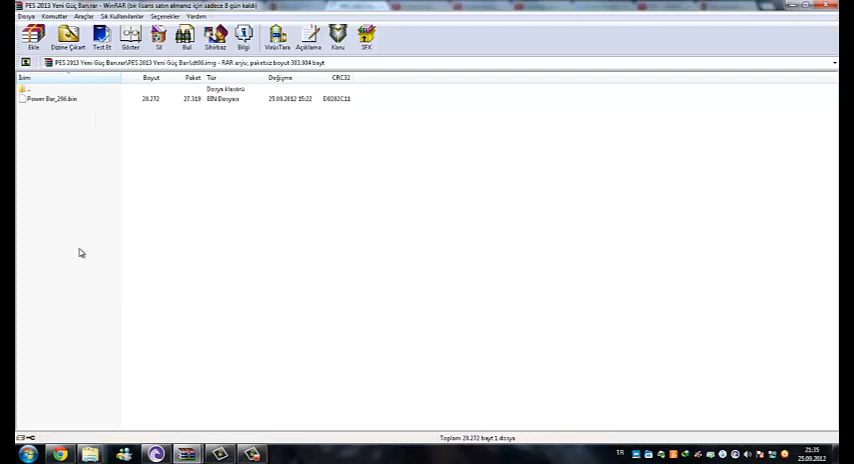 PES 2013 Yeni Güç Barı.rar - WinRAR (bir lisans satın almanız için sadece 8 gün kaldı)
Dosya Komutlar Araçlar Sık Kullanılanlar Seçenekler Yardım
Ekle Dizine Çıkart Test Et Göster Sil Bul Sihirbaz Bilgi VirüsTara Açıklama Koru SFX
PES 2013 Yeni Güç Barı.rar\PES 2013 Yeni Güç Barı\dt06.img - RAR arşiv, paketsiz boyut 303.904 bayt
İsim Boyut Paket Tür Değişme CRC32
.. Dosya klasörü
Power Bar_296.bin 28.272 27.319 BIN Dosyası 25.09.2012 15:22 D8282C11
Toplam 28.272 bayt 1 dosya
TR 21:35
25.09.2012